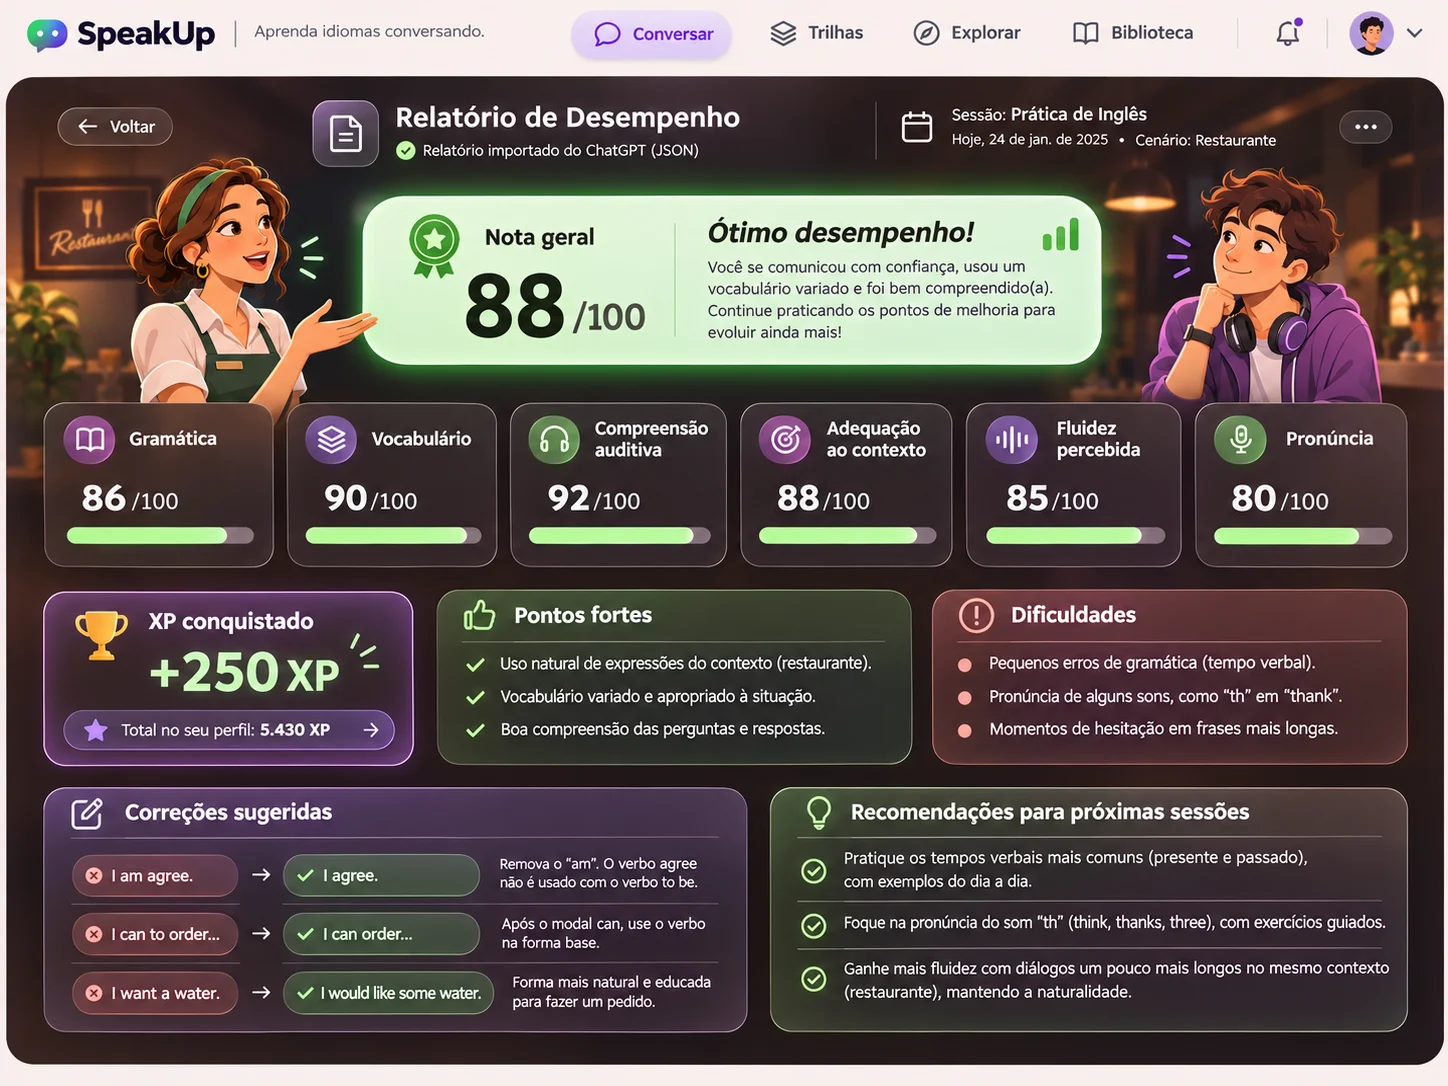 SpeakUp
Aprenda idiomas conversando.
Conversar
Trilhas
Explorar
Biblioteca
Voltar
Relatório de Desempenho
Relatório importado do ChatGPT (JSON)
Sessão: Prática de Inglês
Hoje, 24 de jan. de 2025 • Cenário: Restaurante
Restaurant
Nota geral
88 /100
Ótimo desempenho!
Você se comunicou com confiança, usou um
vocabulário variado e foi bem compreendido(a).
Continue praticando os pontos de melhoria para
evoluir ainda mais!
Gramática
86 /100
Vocabulário
90 /100
Compreensão
auditiva
92 /100
Adequação
ao contexto
88 /100
Fluidez
percebida
85 /100
Pronúncia
80 /100
XP conquistado
+250 XP
Total no seu perfil: 5.430 XP
Pontos fortes
Uso natural de expressões do contexto (restaurante).
Vocabulário variado e apropriado à situação.
Boa compreensão das perguntas e respostas.
Dificuldades
Pequenos erros de gramática (tempo verbal).
Pronúncia de alguns sons, como “th” em “thank”.
Momentos de hesitação em frases mais longas.
Correções sugeridas
I am agree.
I agree.
Remova o “am”. O verbo agree
não é usado com o verbo to be.
I can to order...
I can order...
Após o modal can, use o verbo
na forma base.
I want a water.
I would like some water.
Forma mais natural e educada
para fazer um pedido.
Recomendações para próximas sessões
Pratique os tempos verbais mais comuns (presente e passado),
com exemplos do dia a dia.
Foque na pronúncia do som “th” (think, thanks, three), com exercícios guiados.
Ganhe mais fluidez com diálogos um pouco mais longos no mesmo contexto
(restaurante), mantendo a naturalidade.